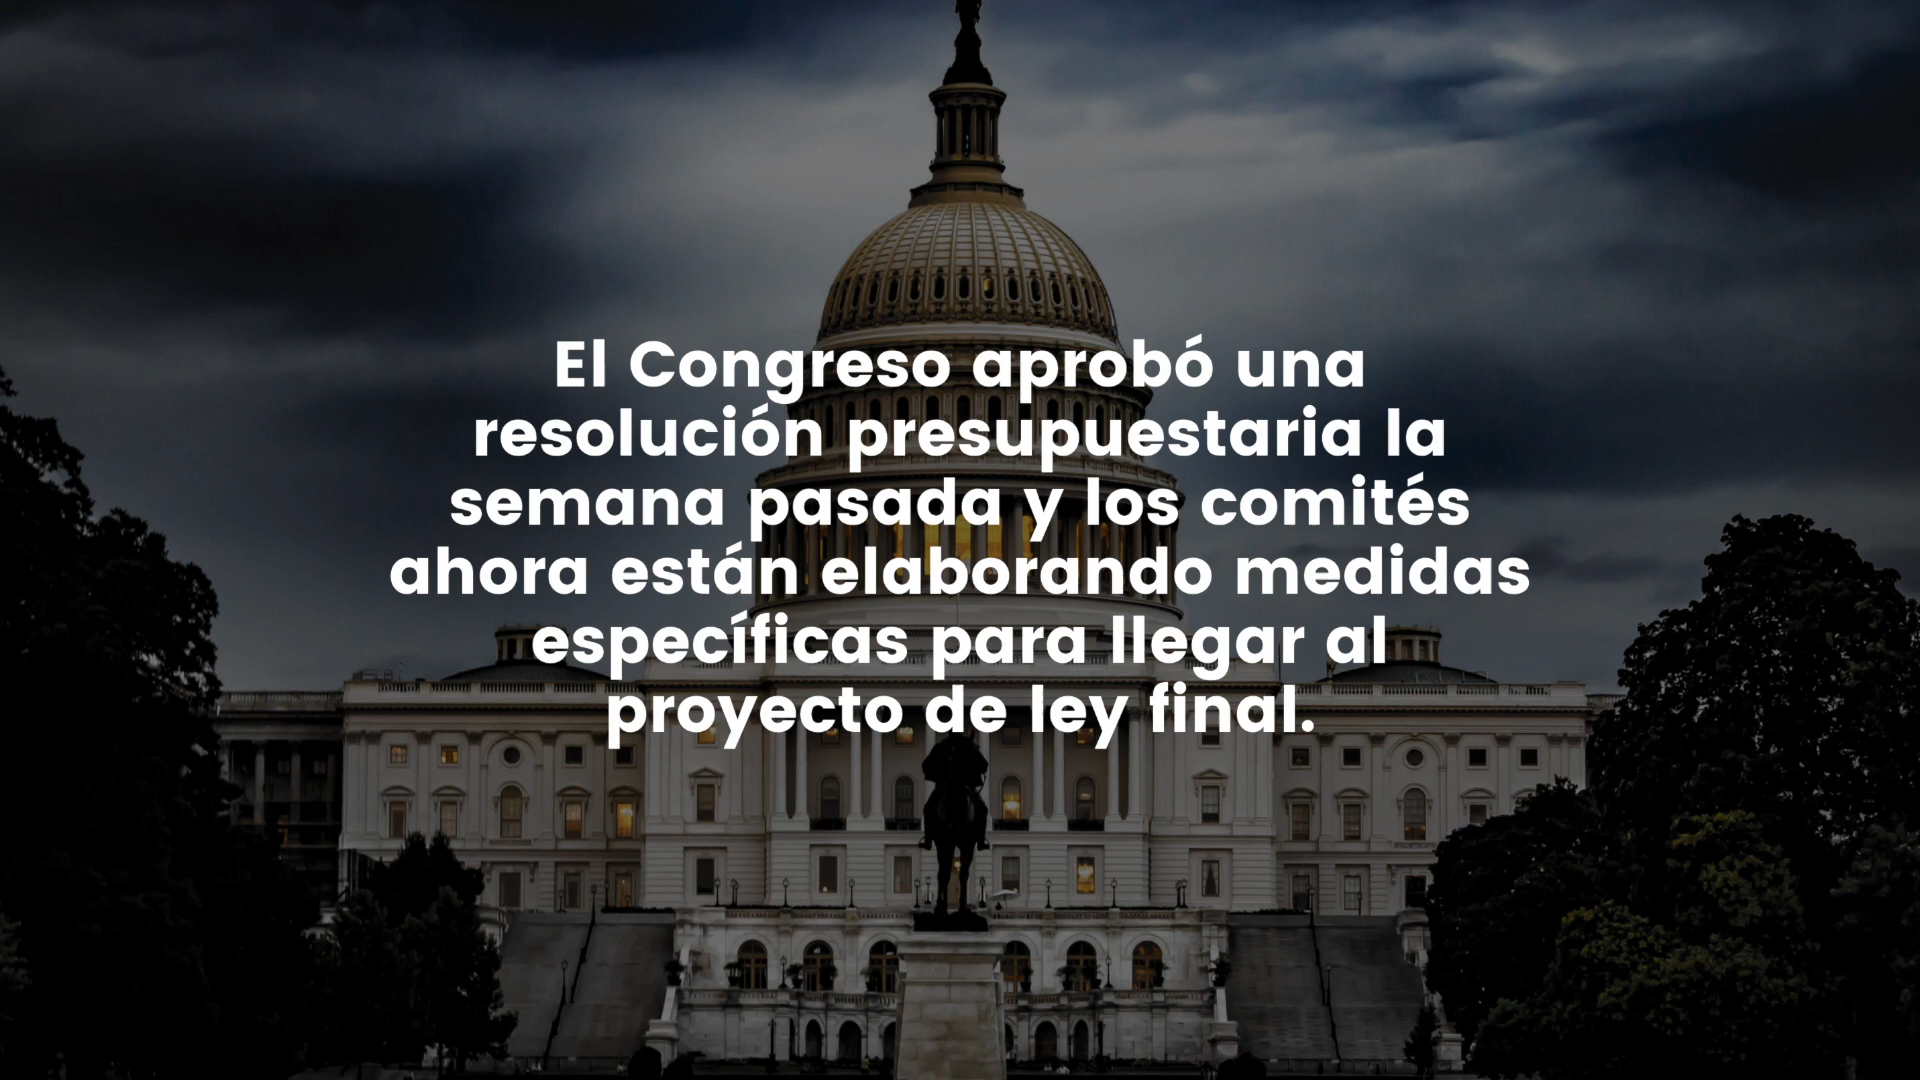 El Congreso aprobó una
resolución presupuestaria la
semana pasada y los comités
ahora están elaborando medidas
específicas para llegar al
proyecto de ley final.